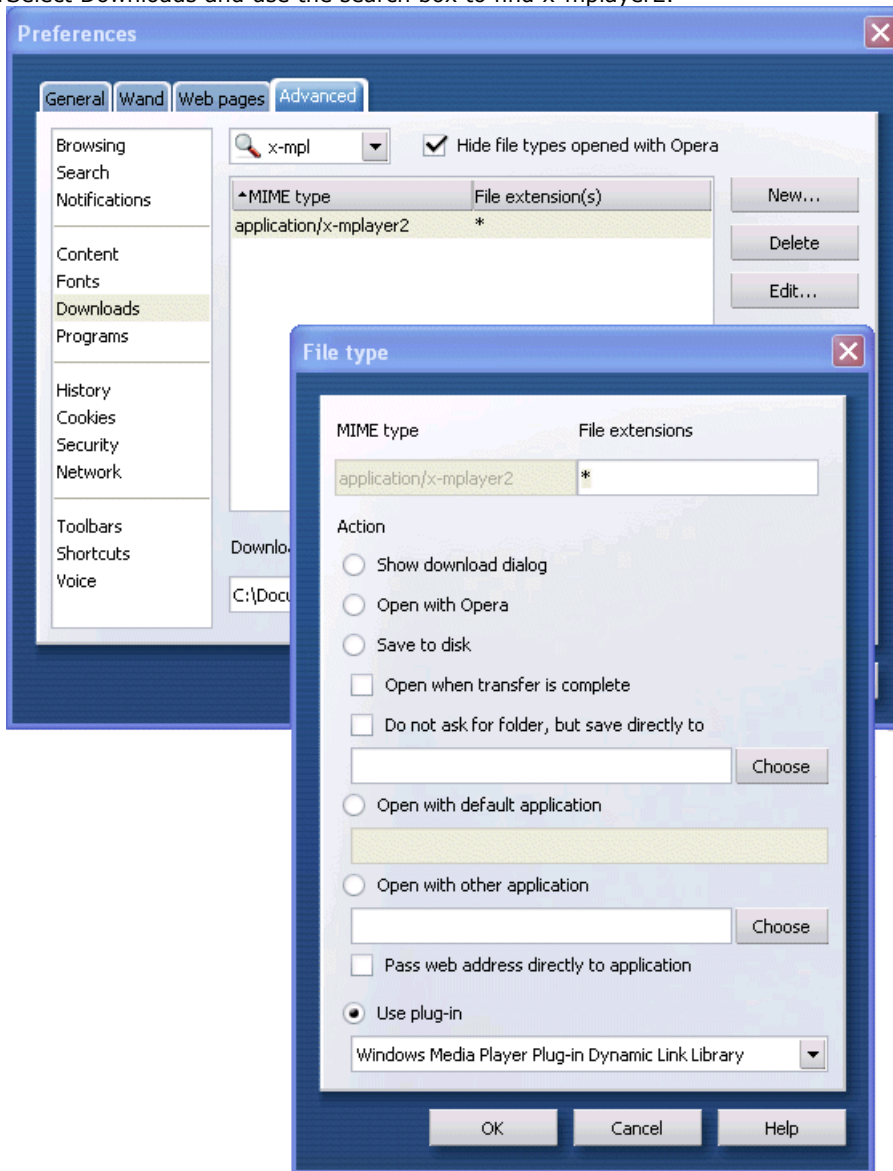 Select Downloads and use the search box to find x-mplayer2.
Preferences
General Wand Web pages Advanced
Browsing
Search
Notifications
Content
Fonts
Downloads
Programs
History
Cookies
Security
Network
Toolbars
Shortcuts
Voice
x-mpl
Hide file types opened with Opera
MIME type File extension(s)
application/x-mplayer2 *
New...
Delete
Edit...
Downlo
C:\Docu
File type
MIME type File extensions
application/x-mplayer2 *
Action
Show download dialog
Open with Opera
Save to disk
Open when transfer is complete
Do not ask for folder, but save directly to
Choose
Open with default application
Open with other application
Choose
Pass web address directly to application
Use plug-in
Windows Media Player Plug-in Dynamic Link Library
OK Cancel Help